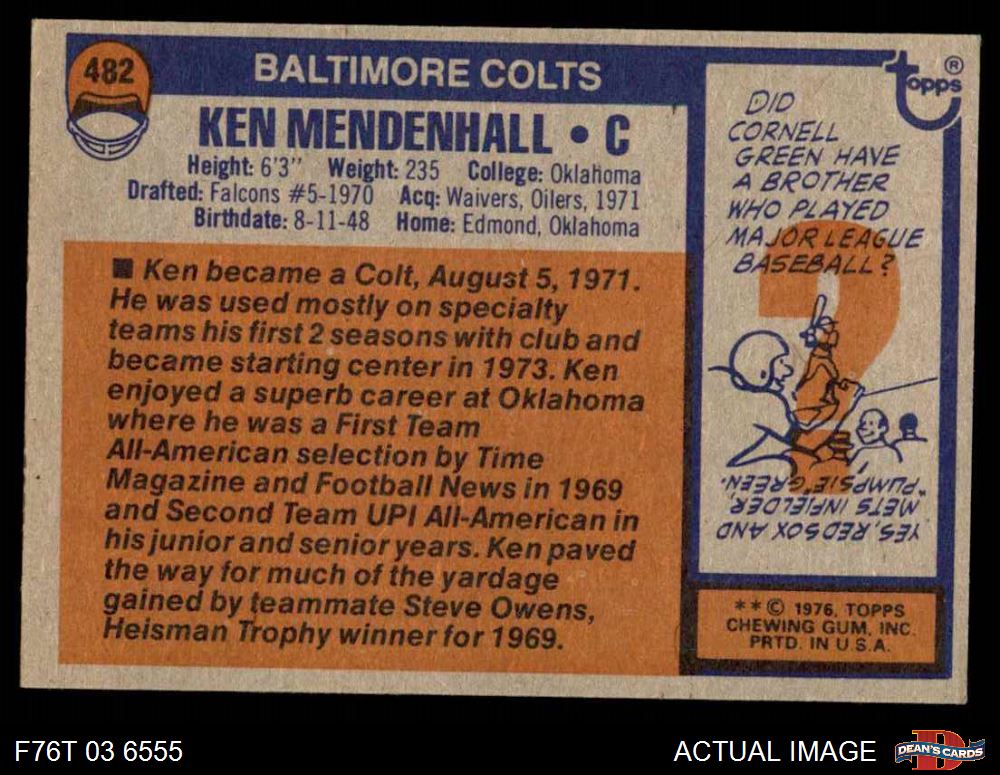 482
BALTIMORE COLTS
KEN MENDENHALL • C
Height: 6'3" Weight: 235 College: Oklahoma
Drafted: Falcons #5-1970 Acq: Waivers, Oilers, 1971
Birthdate: 8-11-48 Home: Edmond, Oklahoma
■ Ken became a Colt, August 5, 1971.
He was used mostly on specialty
teams his first 2 seasons with club and
became starting center in 1973. Ken
enjoyed a superb career at Oklahoma
where he was a First Team
All-American selection by Time
Magazine and Football News in 1969
and Second Team UPI All-American in
his junior and senior years. Ken paved
the way for much of the yardage
gained by teammate Steve Owens,
Heisman Trophy winner for 1969.
topps®
DID
CORNELL
GREEN HAVE
A BROTHER
WHO PLAYED
MAJOR LEAGUE
BASEBALL?
?
YES, RED SOX AND
METS INFIELDER
"PUMPSIE" GREEN.
**© 1976, TOPPS
CHEWING GUM, INC.
PRTD. IN U.S.A.
F76T 03 6555
ACTUAL IMAGE
DEAN'S CARDS